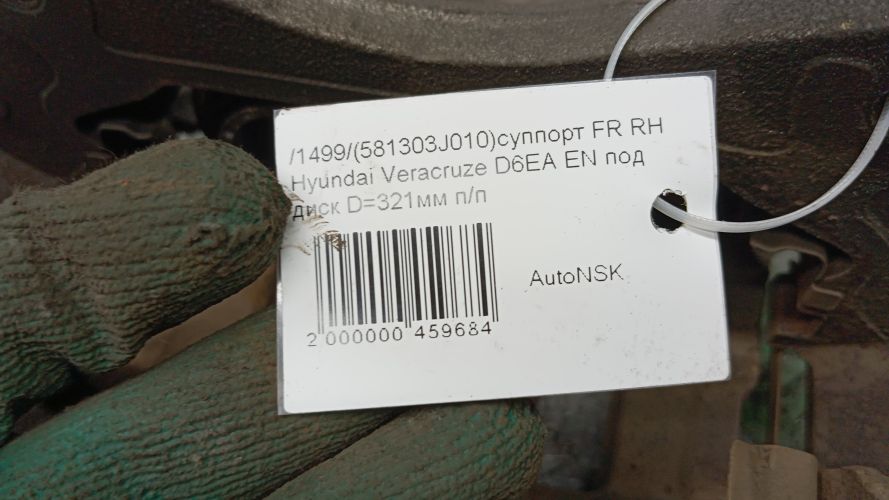 /1499/(581303J010)суппорт FR RH
Hyundai Veracruze D6EA EN под
диск D=321мм п/п
AutoNSK
2 000000 459684